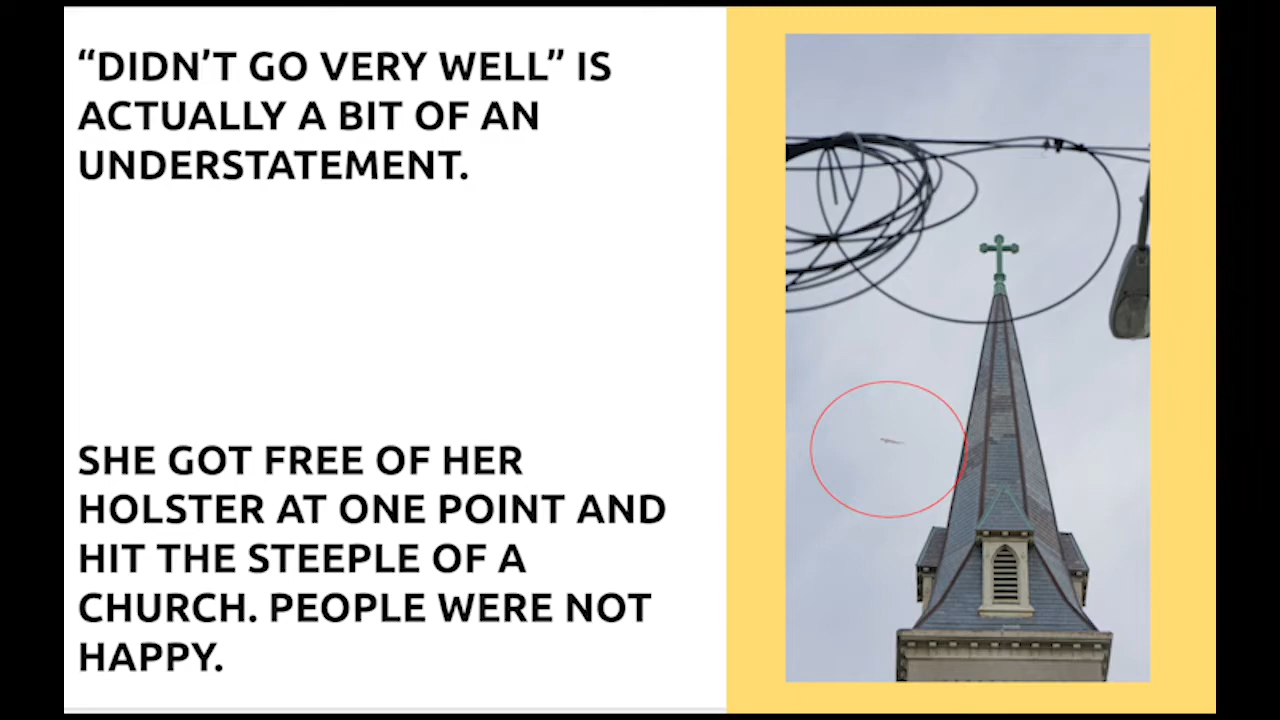 “DIDN’T GO VERY WELL” IS
ACTUALLY A BIT OF AN
UNDERSTATEMENT.
SHE GOT FREE OF HER
HOLSTER AT ONE POINT AND
HIT THE STEEPLE OF A
CHURCH. PEOPLE WERE NOT
HAPPY.